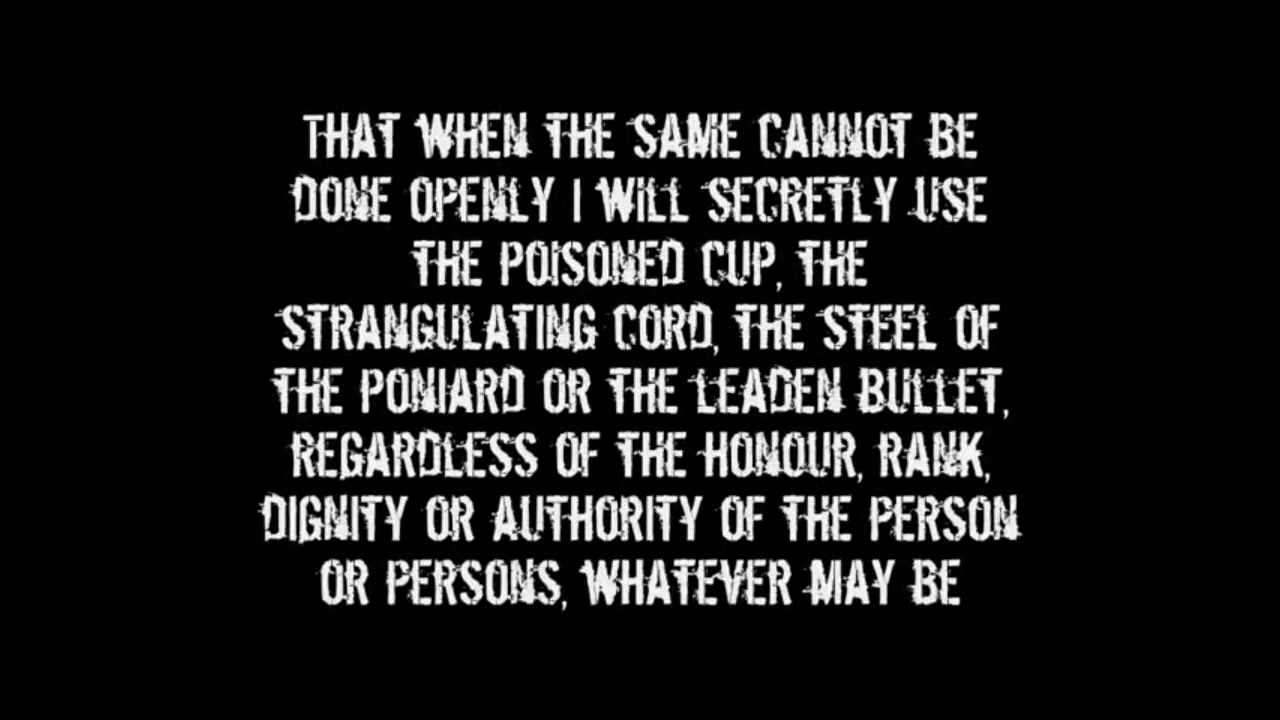 THAT WHEN THE SAME CANNOT BE
DONE OPENLY I WILL SECRETLY USE
THE POISONED CUP, THE
STRANGULATING CORD, THE STEEL OF
THE PONIARD OR THE LEADEN BULLET,
REGARDLESS OF THE HONOUR, RANK,
DIGNITY OR AUTHORITY OF THE PERSON
OR PERSONS, WHATEVER MAY BE